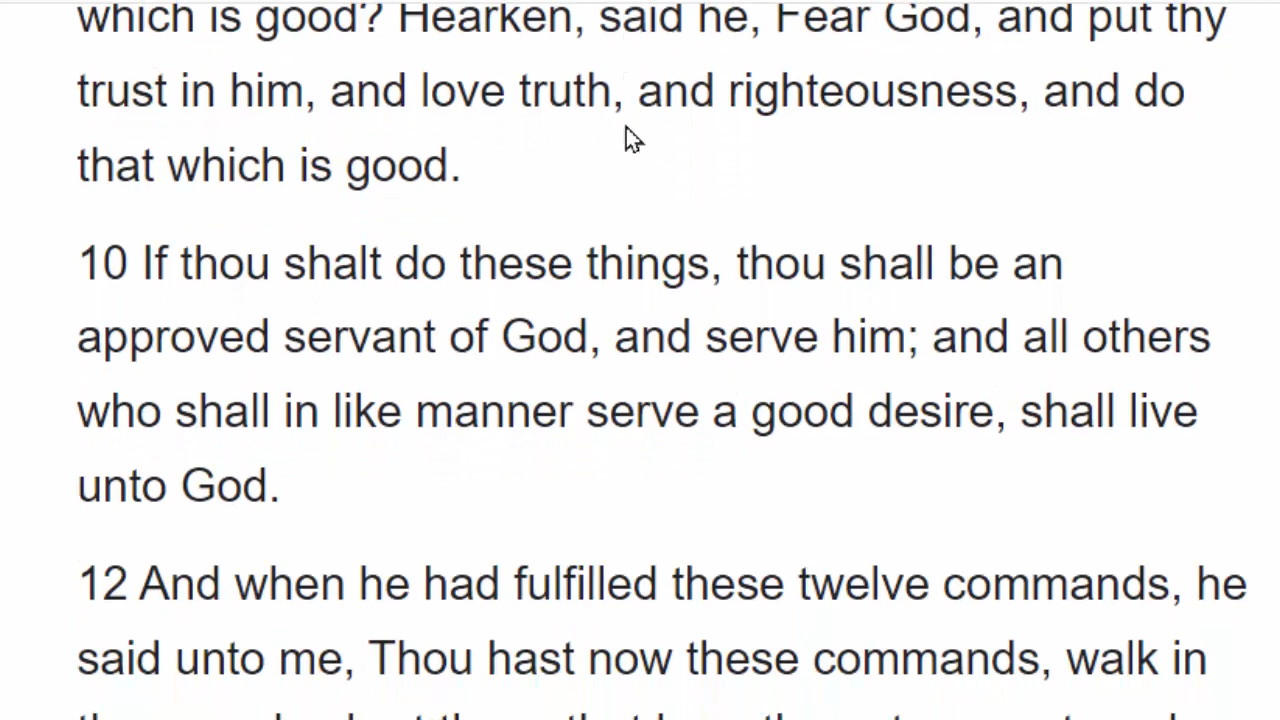 which is good? Hearken, said he, Fear God, and put thy
trust in him, and love truth, and righteousness, and do
that which is good.
10 If thou shalt do these things, thou shall be an
approved servant of God, and serve him; and all others
who shall in like manner serve a good desire, shall live
unto God.
12 And when he had fulfilled these twelve commands, he
said unto me, Thou hast now these commands, walk in